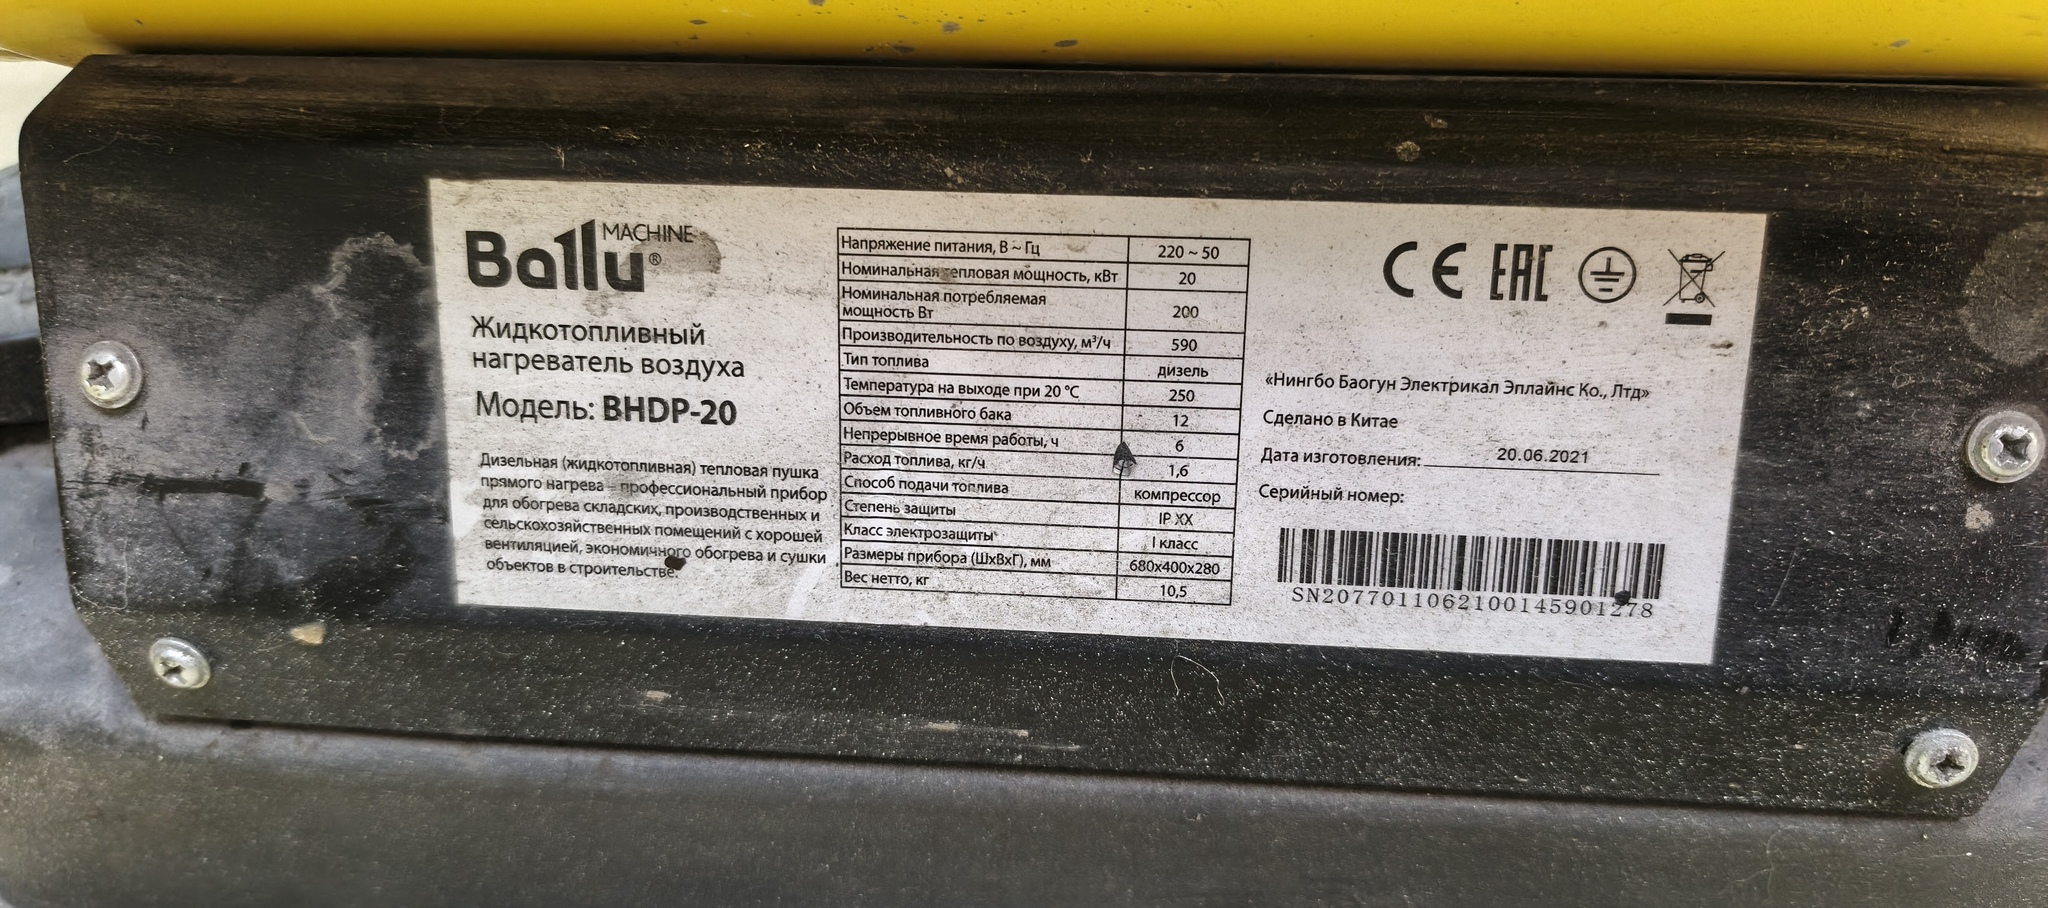 Ballu MACHINE ®
Жидкотопливный
нагреватель воздуха
Модель: BHDP-20
Дизельная (жидкотопливная) тепловая пушка
прямого нагрева – профессиональный прибор
для обогрева складских, производственных и
сельскохозяйственных помещений с хорошей
вентиляцией, экономичного обогрева и сушки
объектов в строительстве.
Напряжение питания, В ~ Гц 220 ~ 50
Номинальная тепловая мощность, кВт 20
Номинальная потребляемая
мощность Вт 200
Производительность по воздуху, м³/ч 590
Тип топлива дизель
Температура на выходе при 20 °C 250
Объем топливного бака 12
Непрерывное время работы, ч 6
Расход топлива, кг/ч 1,6
Способ подачи топлива компрессор
Степень защиты IP XX
Класс электрозащиты I класс
Размеры прибора (ШхВхГ), мм 680x400x280
Вес нетто, кг 10,5
CE EAC
«Нингбо Баогун Электрикал Эплайнс Ко., Лтд»
Сделано в Китае
Дата изготовления: 20.06.2021
Серийный номер:
SN2077011062100145901278